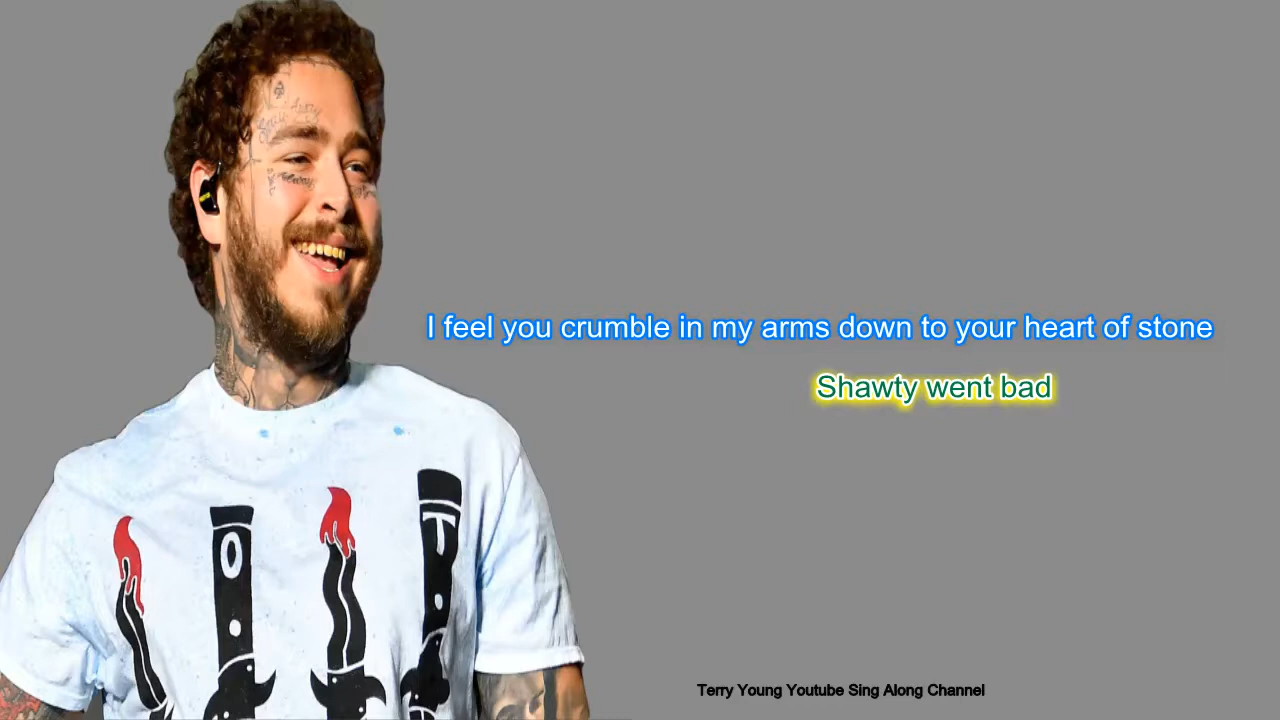 I feel you crumble in my arms down to your heart of stone
Shawty went bad
Terry Young Youtube Sing Along Channel